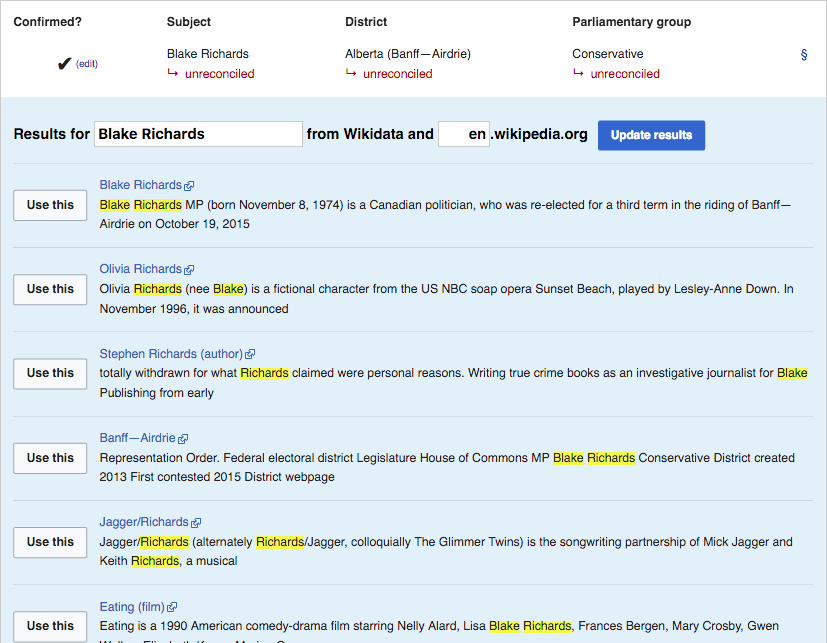 Confirmed? Subject District Parliamentary group
✔ (edit) Blake Richards Alberta (Banff—Airdrie) Conservative §
↳ unreconciled ↳ unreconciled ↳ unreconciled
Results for Blake Richards from Wikidata and en .wikipedia.org Update results
Blake Richards
Use this
Blake Richards MP (born November 8, 1974) is a Canadian politician, who was re-elected for a third term in the riding of Banff—
Airdrie on October 19, 2015
Olivia Richards
Use this
Olivia Richards (nee Blake) is a fictional character from the US NBC soap opera Sunset Beach, played by Lesley-Anne Down. In
November 1996, it was announced
Stephen Richards (author)
Use this
totally withdrawn for what Richards claimed were personal reasons. Writing true crime books as an investigative journalist for Blake
Publishing from early
Banff—Airdrie
Use this
Representation Order. Federal electoral district Legislature House of Commons MP Blake Richards Conservative District created
2013 First contested 2015 District webpage
Jagger/Richards
Use this
Jagger/Richards (alternately Richards/Jagger, colloquially The Glimmer Twins) is the songwriting partnership of Mick Jagger and
Keith Richards, a musical
Eating (film)
Use this
Eating is a 1990 American comedy-drama film starring Nelly Alard, Lisa Blake Richards, Frances Bergen, Mary Crosby, Gwen